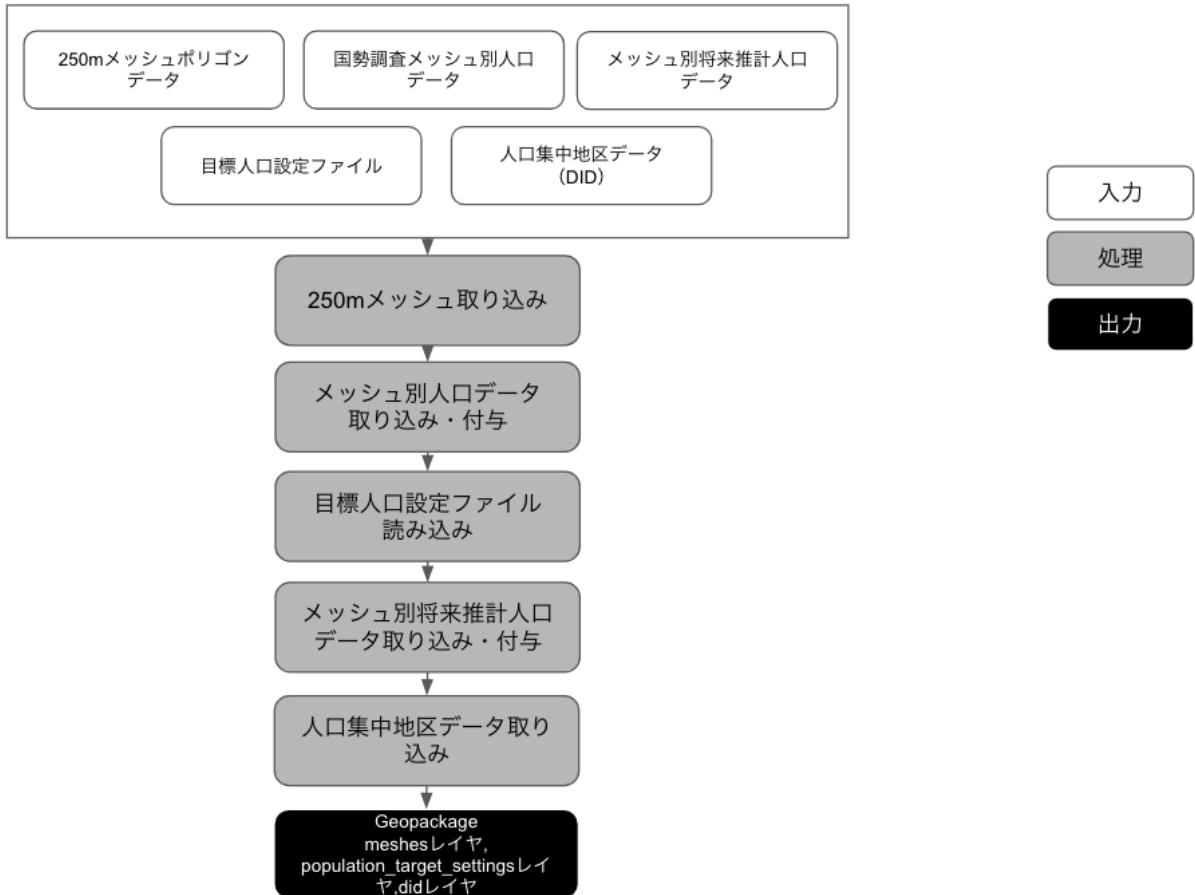 250mメッシュポリゴン
データ
国勢調査メッシュ別人口
データ
メッシュ別将来推計人口
データ
目標人口設定ファイル
人口集中地区データ
（DID）
入力
処理
出力
250mメッシュ取り込み
メッシュ別人口データ
取り込み・付与
目標人口設定ファイル
読み込み
メッシュ別将来推計人口
データ取り込み・付与
人口集中地区データ取り
込み
Geopackage
meshesレイヤ,
population_target_settingsレイ
ヤ,didレイヤ